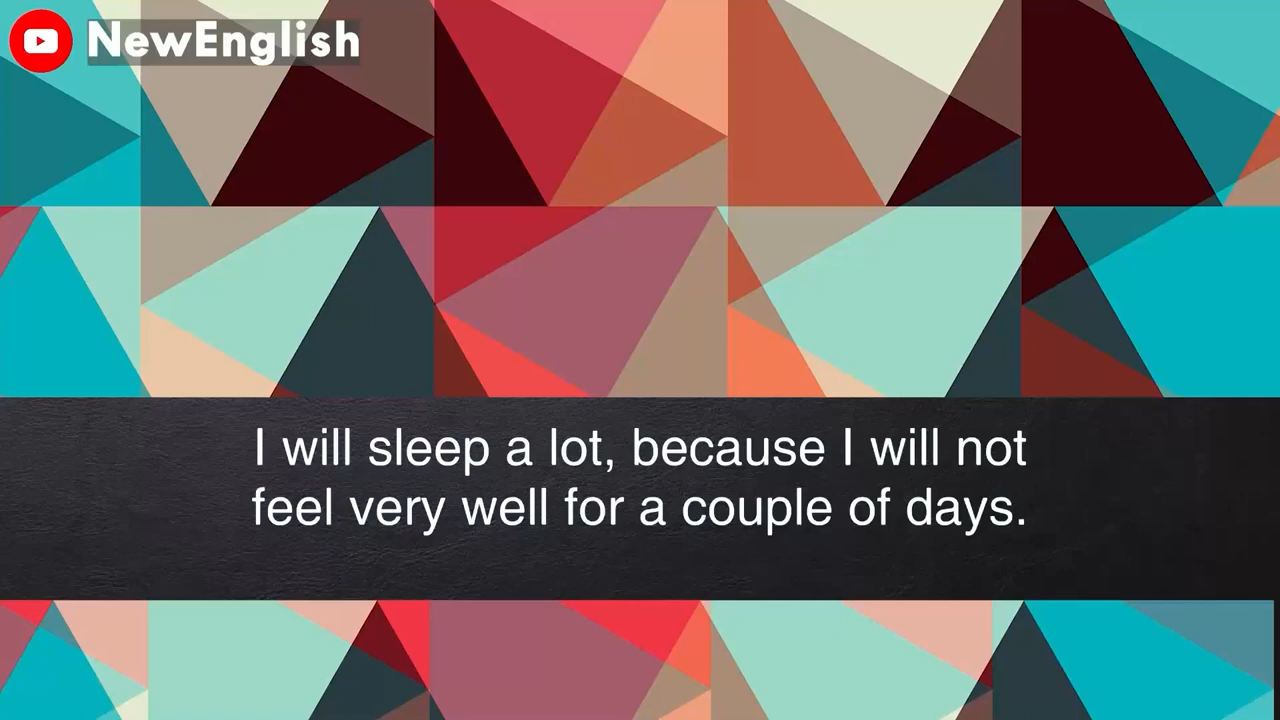 NewEnglish
I will sleep a lot, because I will not
feel very well for a couple of days.